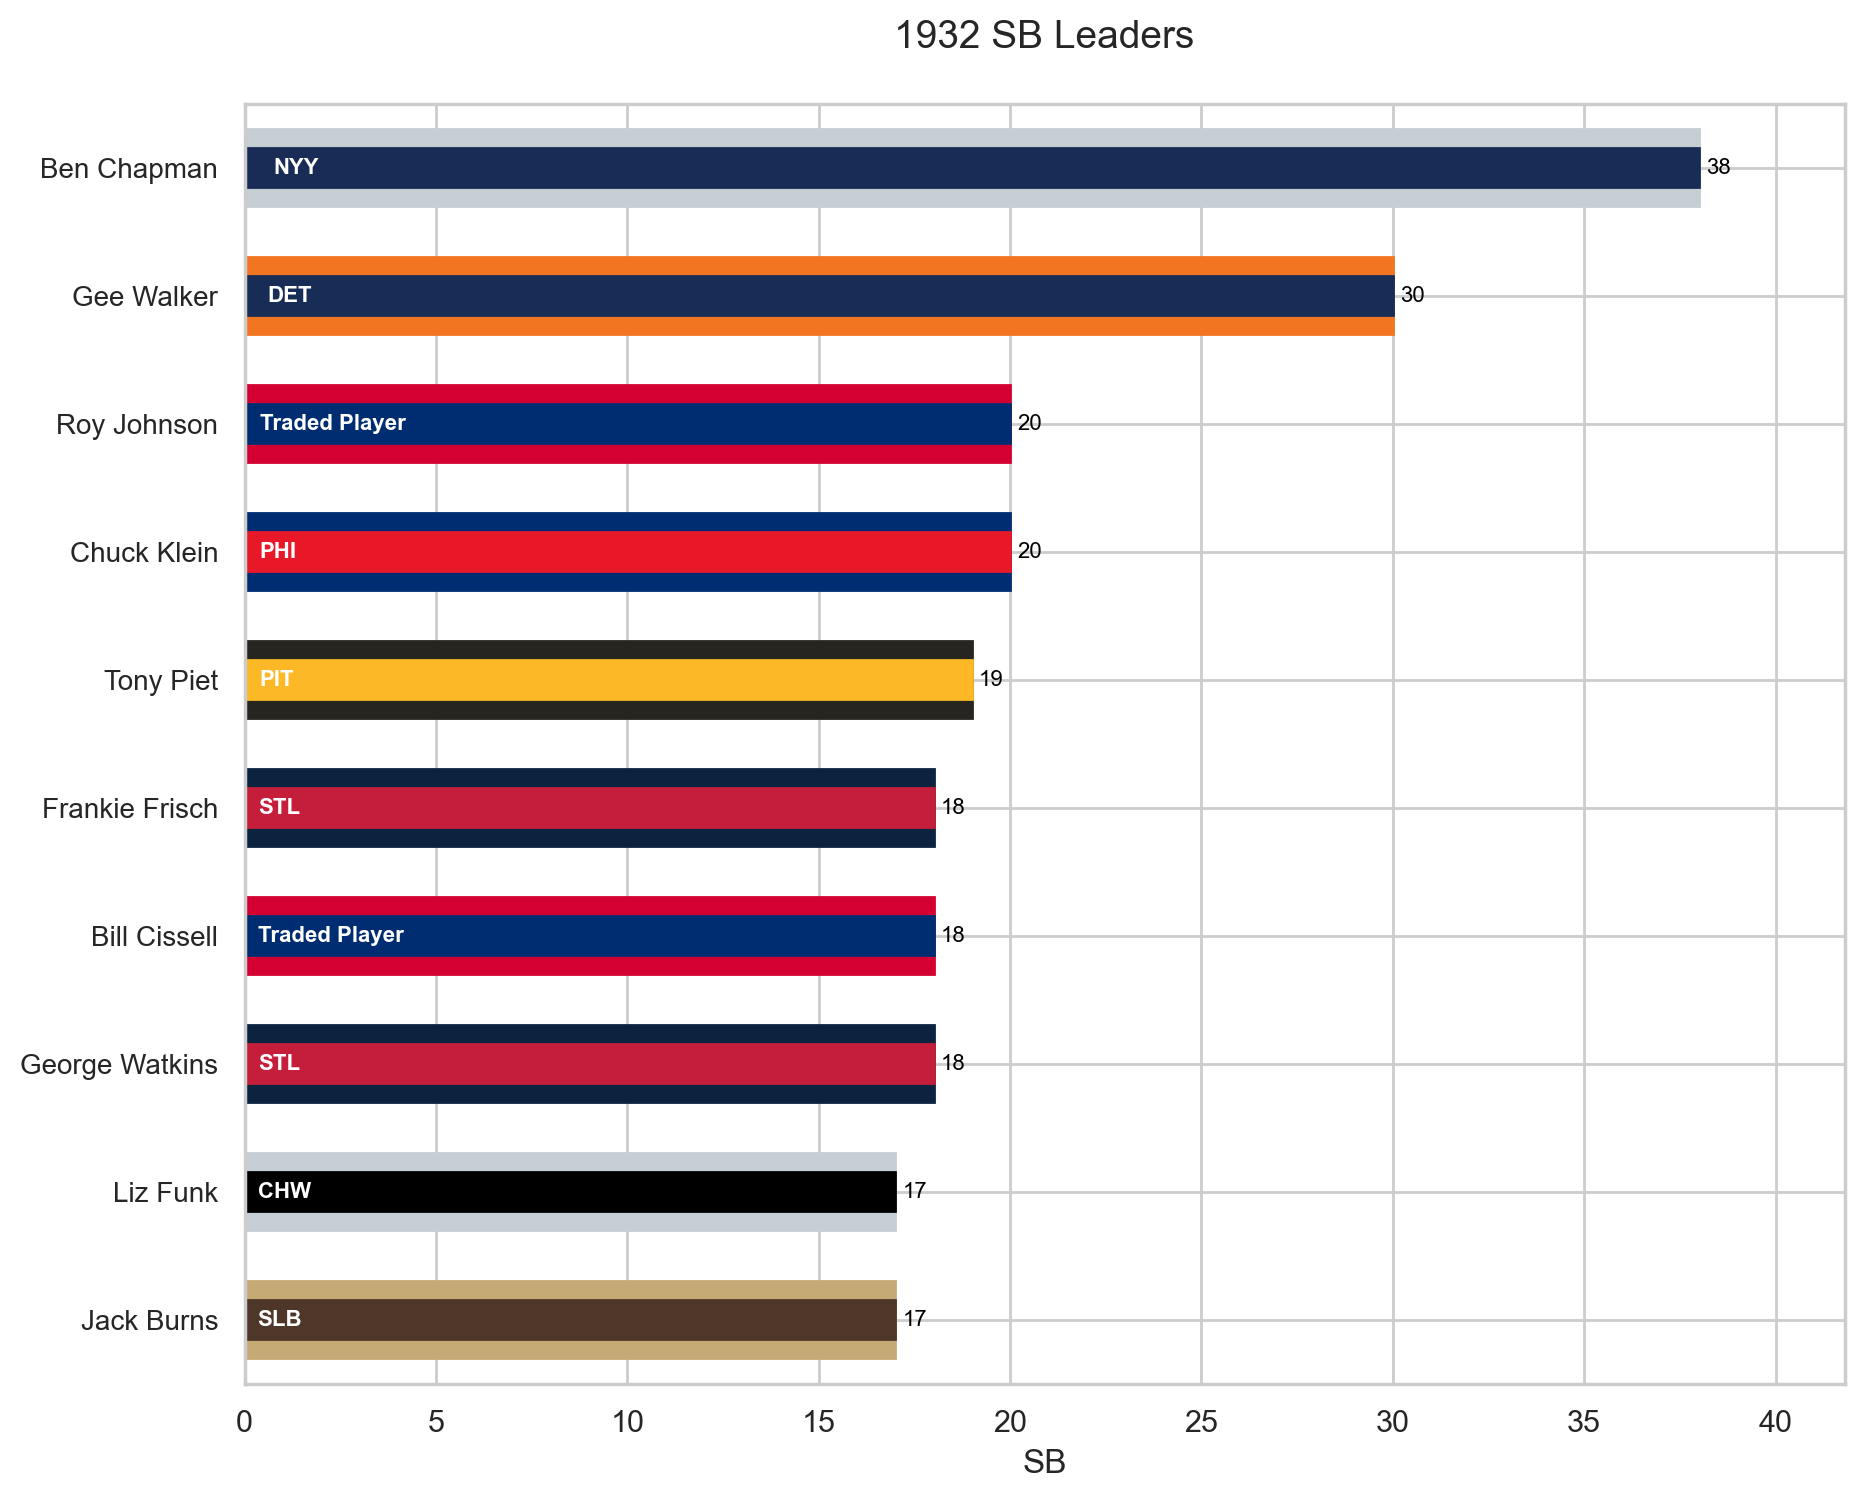 1932 SB Leaders
Ben Chapman NYY 38
Gee Walker DET 30
Roy Johnson Traded Player 20
Chuck Klein PHI 20
Tony Piet PIT 19
Frankie Frisch STL 18
Bill Cissell Traded Player 18
George Watkins STL 18
Liz Funk CHW 17
Jack Burns SLB 17
0 5 10 15 20 25 30 35 40
SB